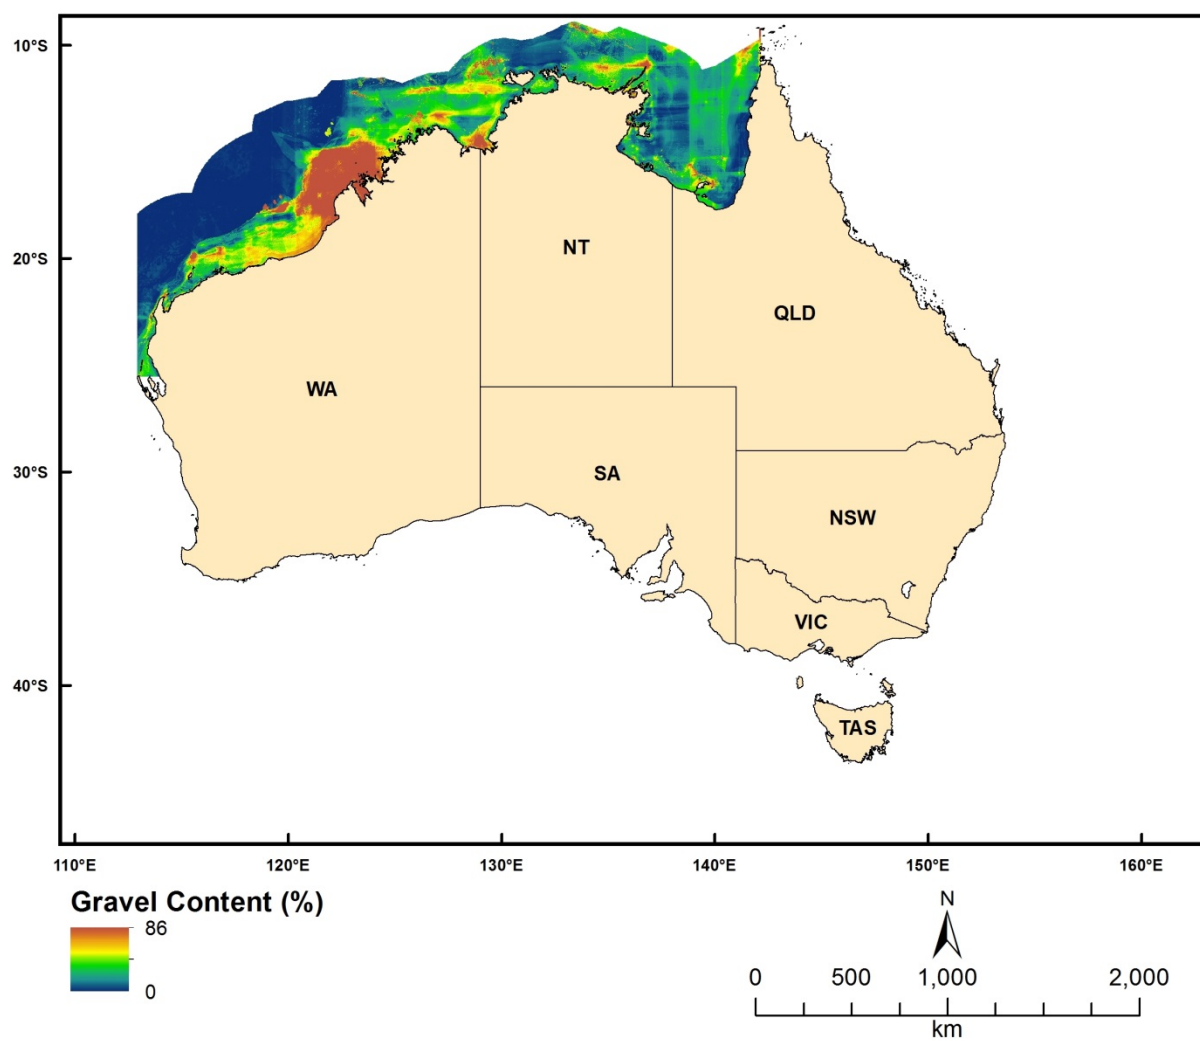 10°S
20°S
30°S
40°S
NT
QLD
WA
SA
NSW
VIC
TAS
110°E 120°E 130°E 140°E 150°E 160°E
Gravel Content (%)
86
0
N
0 500 1,000 2,000
km